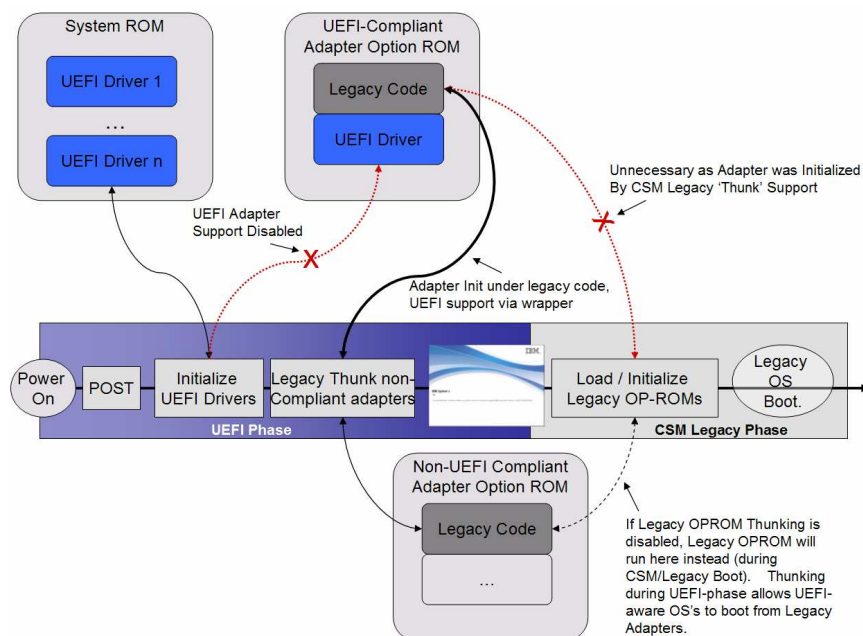 System ROM
UEFI Driver 1
...
UEFI Driver n
UEFI-Compliant
Adapter Option ROM
Legacy Code
UEFI Driver
Unnecessary as Adapter was Initialized
By CSM Legacy ‘Thunk’ Support
UEFI Adapter
Support Disabled
X
X
Adapter Init under legacy code,
UEFI support via wrapper
Power
On
POST
Initialize
UEFI Drivers
Legacy Thunk non-
Compliant adapters
IBM
Load / Initialize
Legacy OP-ROMs
Legacy
OS
Boot.
UEFI Phase
CSM Legacy Phase
Non-UEFI Compliant
Adapter Option ROM
Legacy Code
...
If Legacy OPROM Thunking is
disabled, Legacy OPROM will
run here instead (during
CSM/Legacy Boot). Thunking
during UEFI-phase allows UEFI-
aware OS's to boot from Legacy
Adapters.